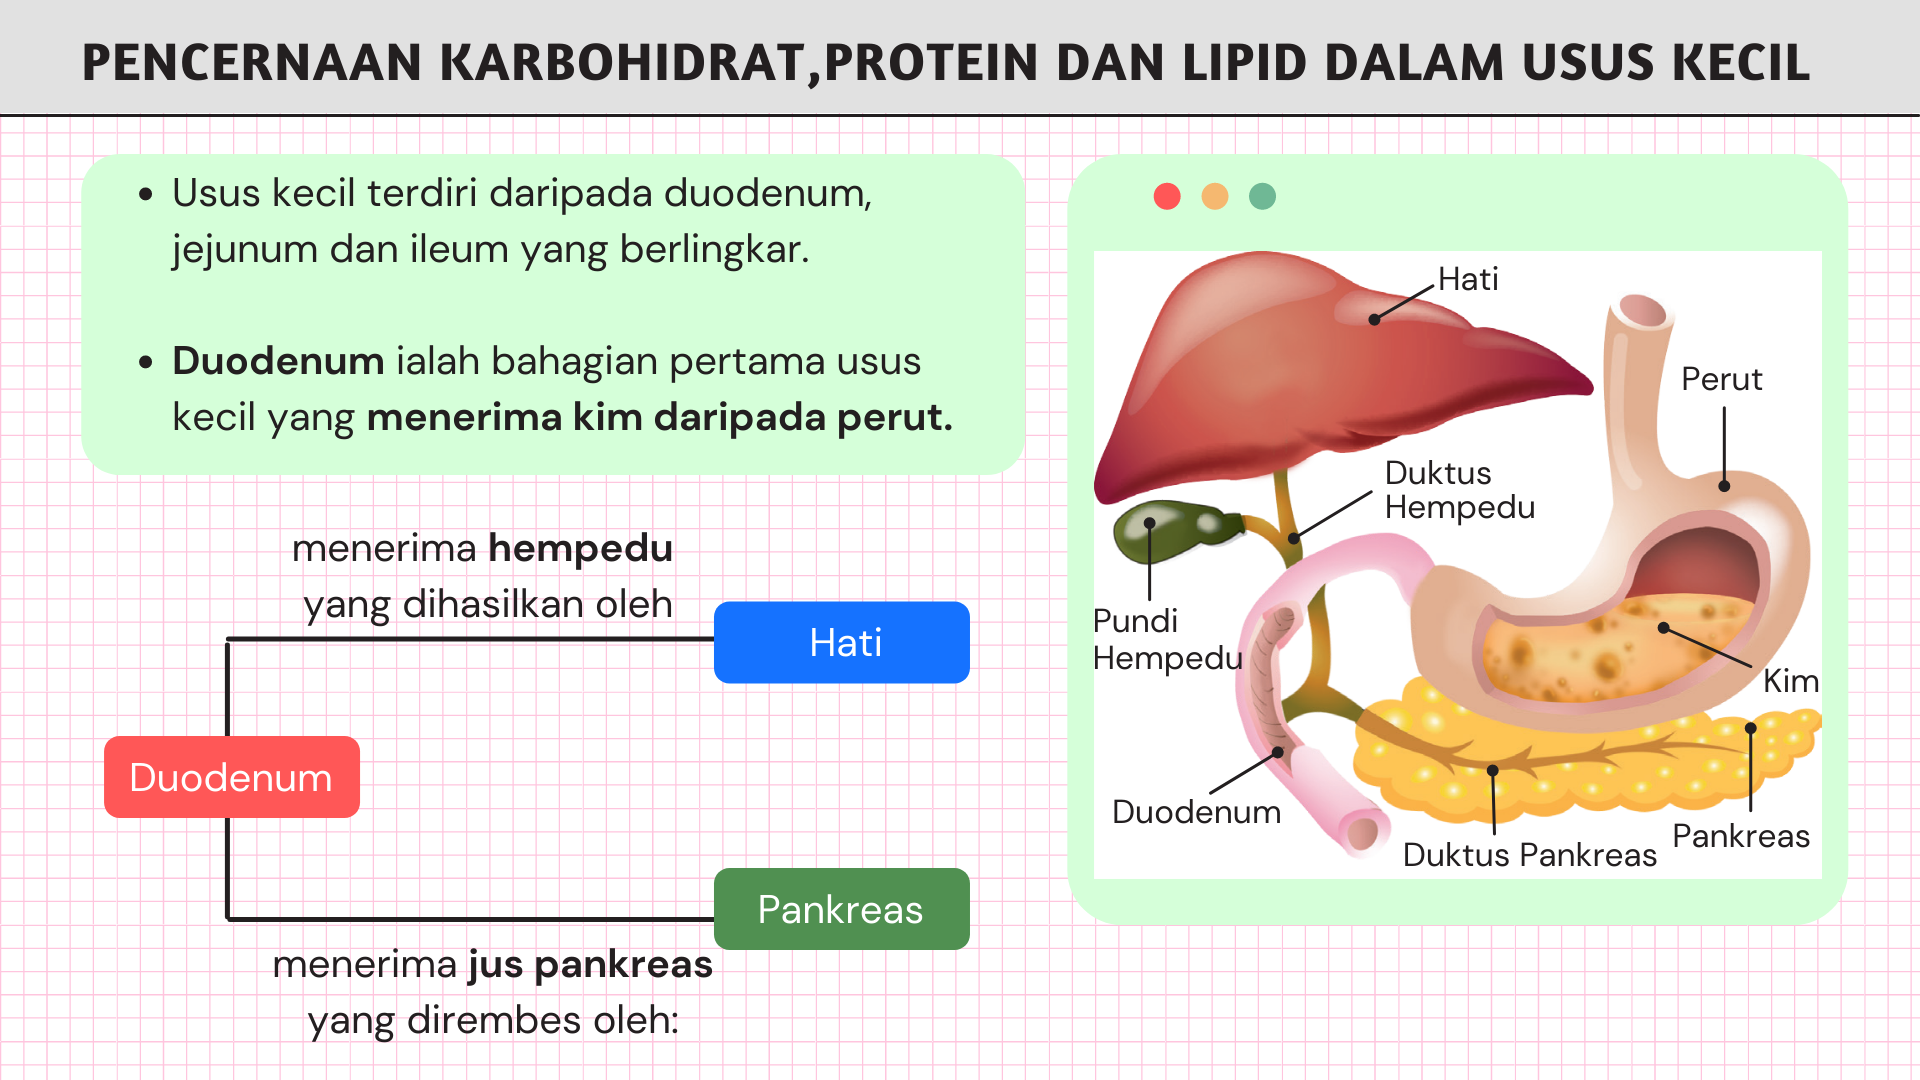 PENCERNAAN KARBOHIDRAT,PROTEIN DAN LIPID DALAM USUS KECIL
• Usus kecil terdiri daripada duodenum,
jejunum dan ileum yang berlingkar.
• Duodenum ialah bahagian pertama usus
kecil yang menerima kim daripada perut.
menerima hempedu
yang dihasilkan oleh
Hati
Duodenum
Pankreas
menerima jus pankreas
yang dirembes oleh:
Hati
Perut
Duktus
Hempedu
Pundi
Hempedu
Kim
Duodenum
Pankreas
Duktus Pankreas